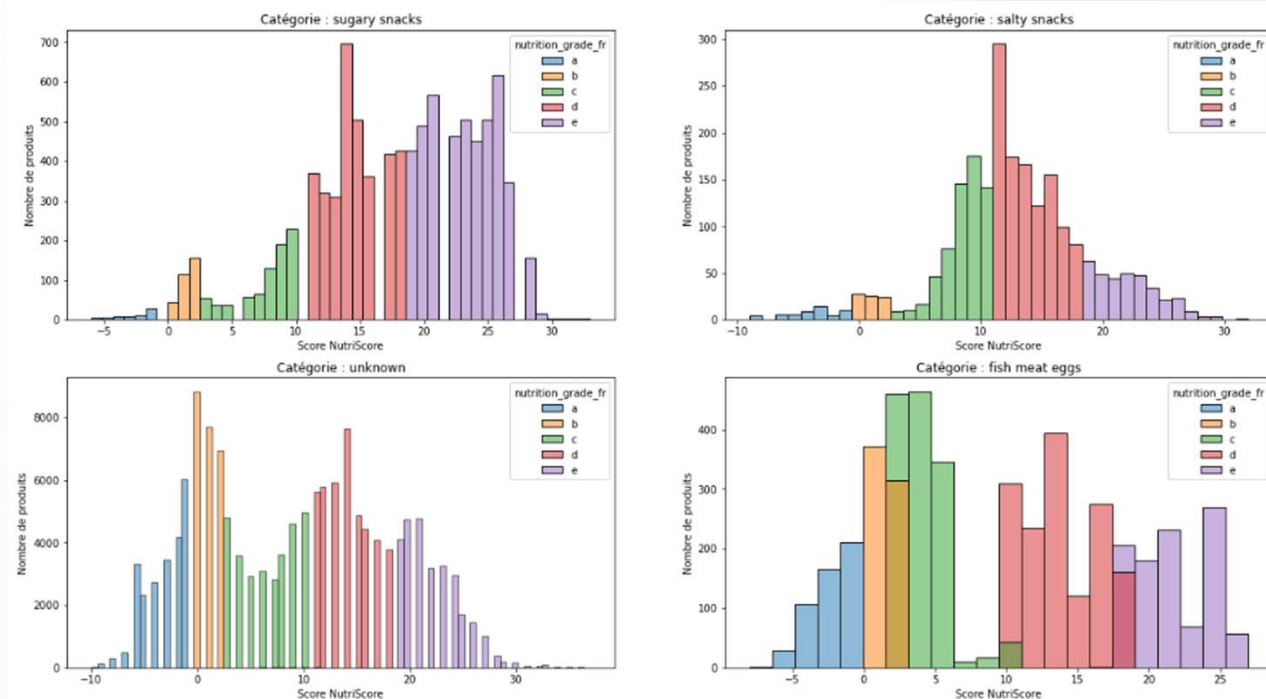 Catégorie : sugary snacks
700
600
500
400
300
200
100
0
Nombre de produits
nutrition_grade_fr
a
b
c
d
e
−5
0
5
10
15
20
25
30
Score NutriScore
Catégorie : salty snacks
300
250
200
150
100
50
0
Nombre de produits
nutrition_grade_fr
a
b
c
d
e
−10
0
10
20
30
Score NutriScore
Catégorie : unknown
8000
6000
4000
2000
0
Nombre de produits
nutrition_grade_fr
a
b
c
d
e
−10
0
10
20
30
Score NutriScore
Catégorie : fish meat eggs
400
300
200
100
0
Nombre de produits
nutrition_grade_fr
a
b
c
d
e
−5
0
5
10
15
20
25
Score NutriScore